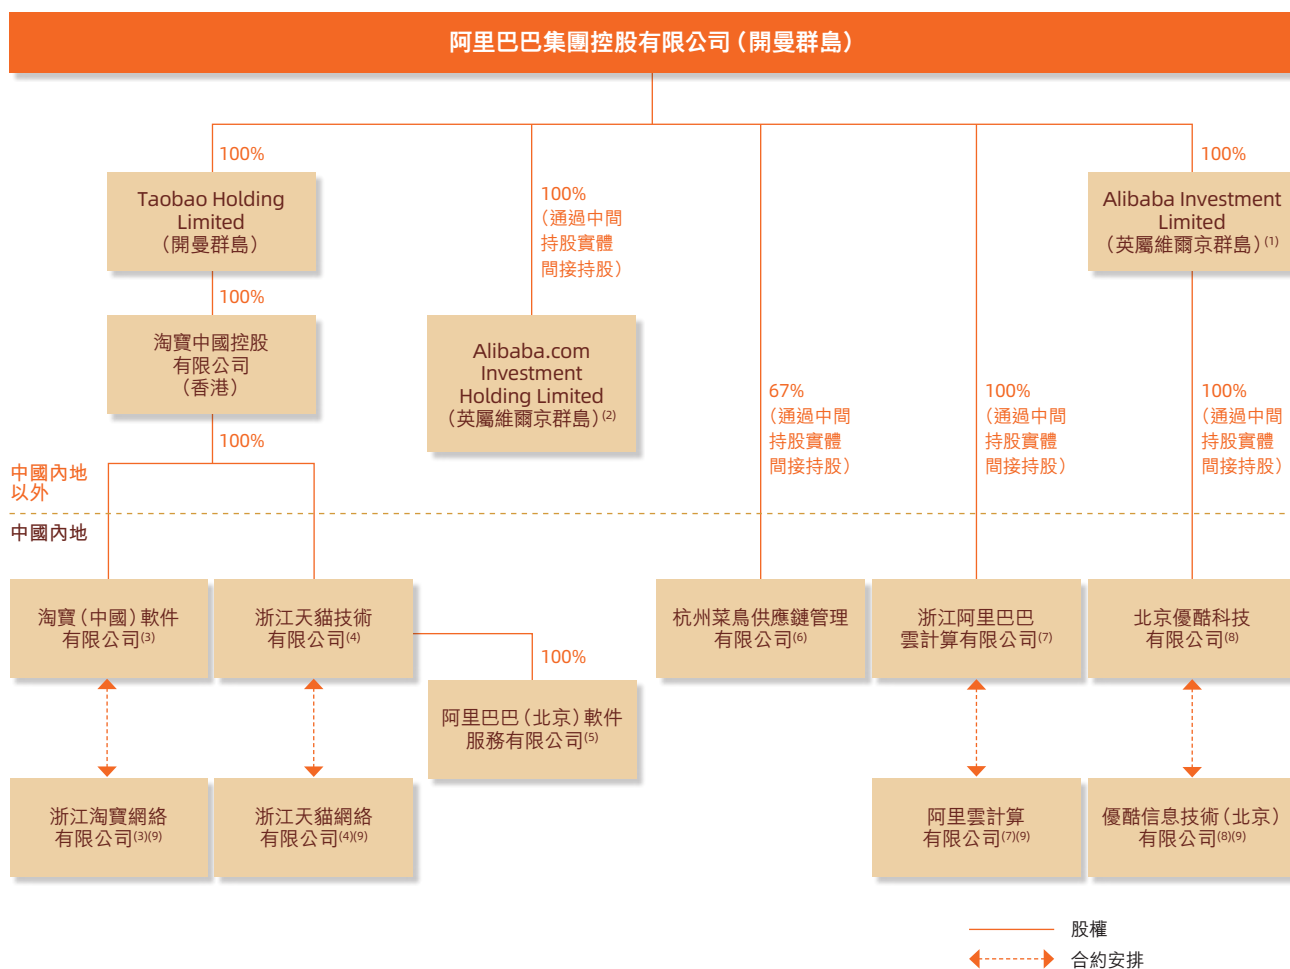 阿里巴巴集團控股有限公司（開曼群島）
100%
Taobao Holding
Limited
（開曼群島）
100%
淘寶中國控股
有限公司
（香港）
100%
100%
（通過中間
持股實體
間接持股）
Alibaba.com
Investment
Holding Limited
（英屬維爾京群島）(2)
67%
（通過中間
持股實體
間接持股）
100%
（通過中間
持股實體
間接持股）
100%
Alibaba Investment
Limited
（英屬維爾京群島）(1)
100%
（通過中間
持股實體
間接持股）
中國內地
以外
中國內地
淘寶（中國）軟件
有限公司(3)
浙江天貓技術
有限公司(4)
100%
阿里巴巴（北京）軟件
服務有限公司(5)
杭州菜鳥供應鏈管理
有限公司(6)
浙江阿里巴巴
雲計算有限公司(7)
北京優酷科技
有限公司(8)
浙江淘寶網絡
有限公司(3)(9)
浙江天貓網絡
有限公司(4)(9)
阿里雲計算
有限公司(7)(9)
優酷信息技術（北京）
有限公司(8)(9)
股權
合約安排